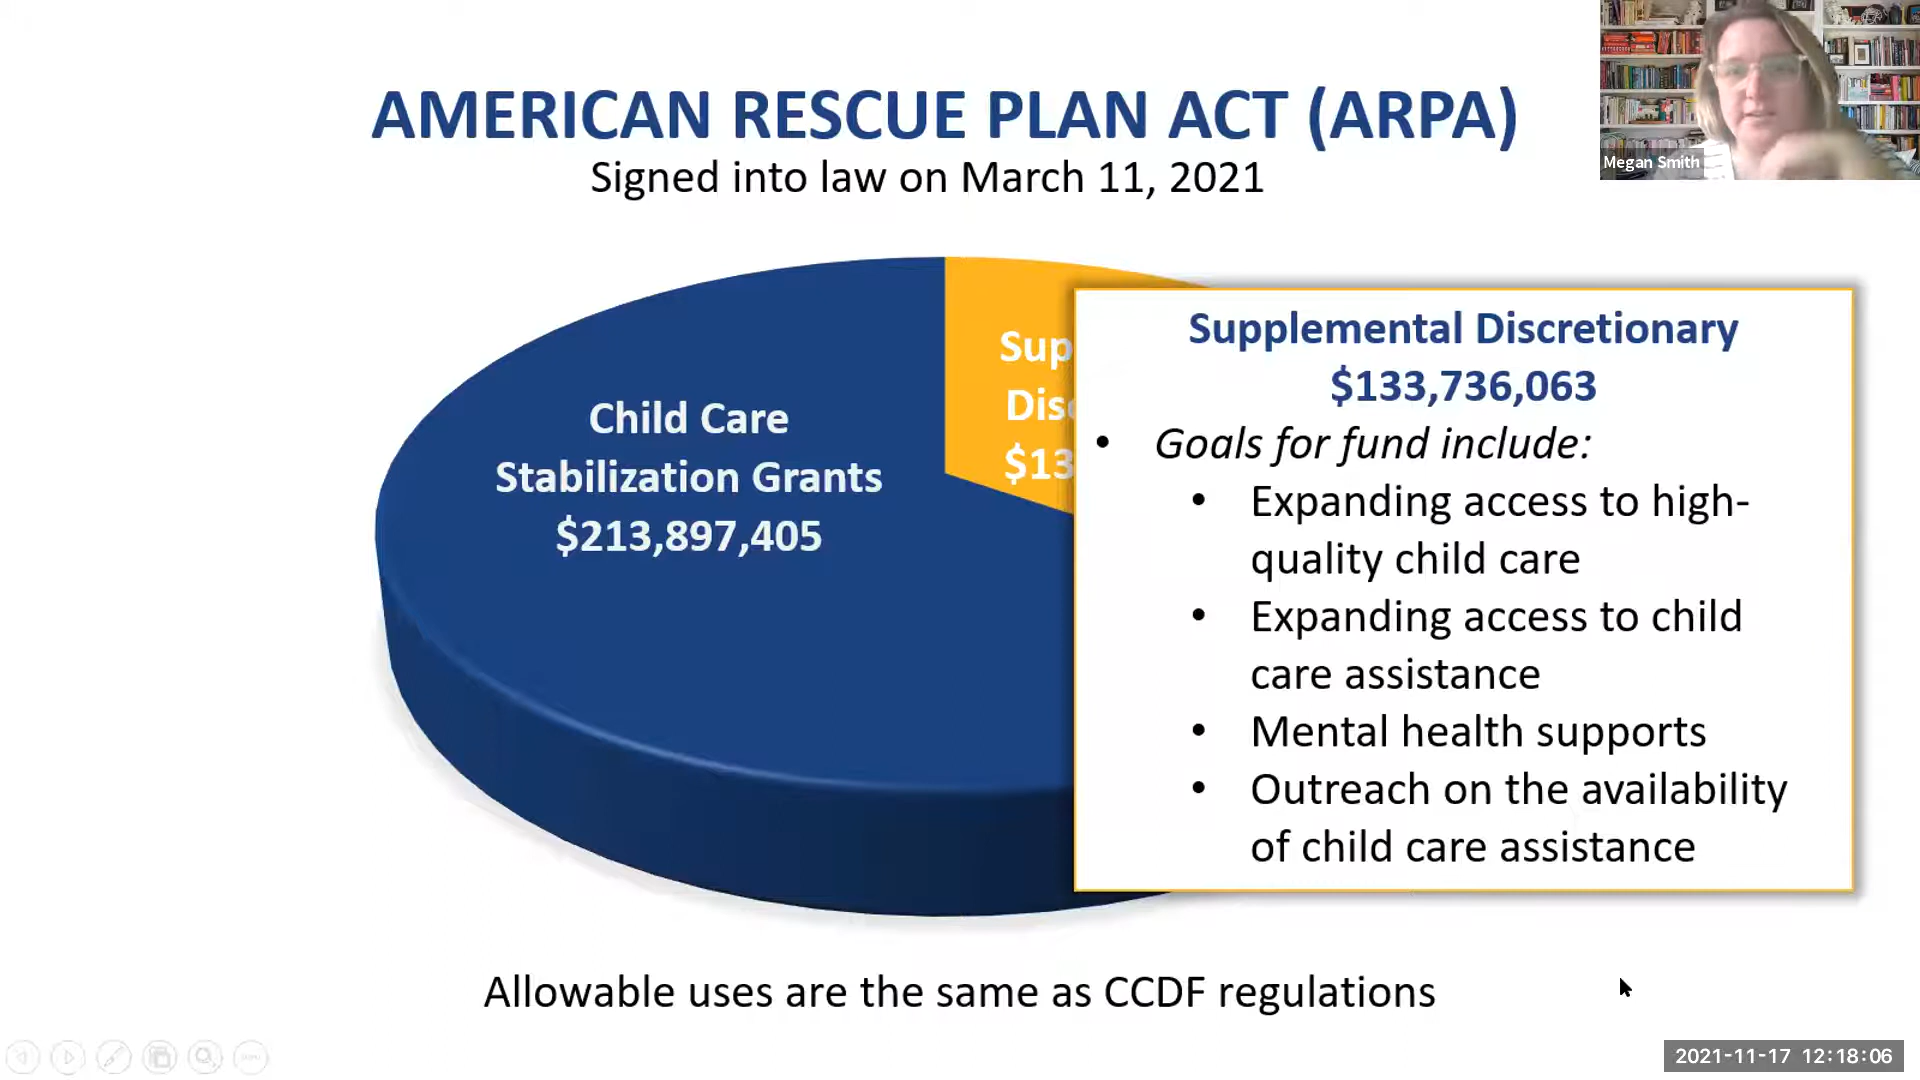 AMERICAN RESCUE PLAN ACT (ARPA)
Signed into law on March 11, 2021
Megan Smith
Child Care
Stabilization Grants
$213,897,405
Sup
Disc
$13
Supplemental Discretionary
$133,736,063
• Goals for fund include:
• Expanding access to high-
quality child care
• Expanding access to child
care assistance
• Mental health supports
• Outreach on the availability
of child care assistance
Allowable uses are the same as CCDF regulations
2021-11-17 12:18:06